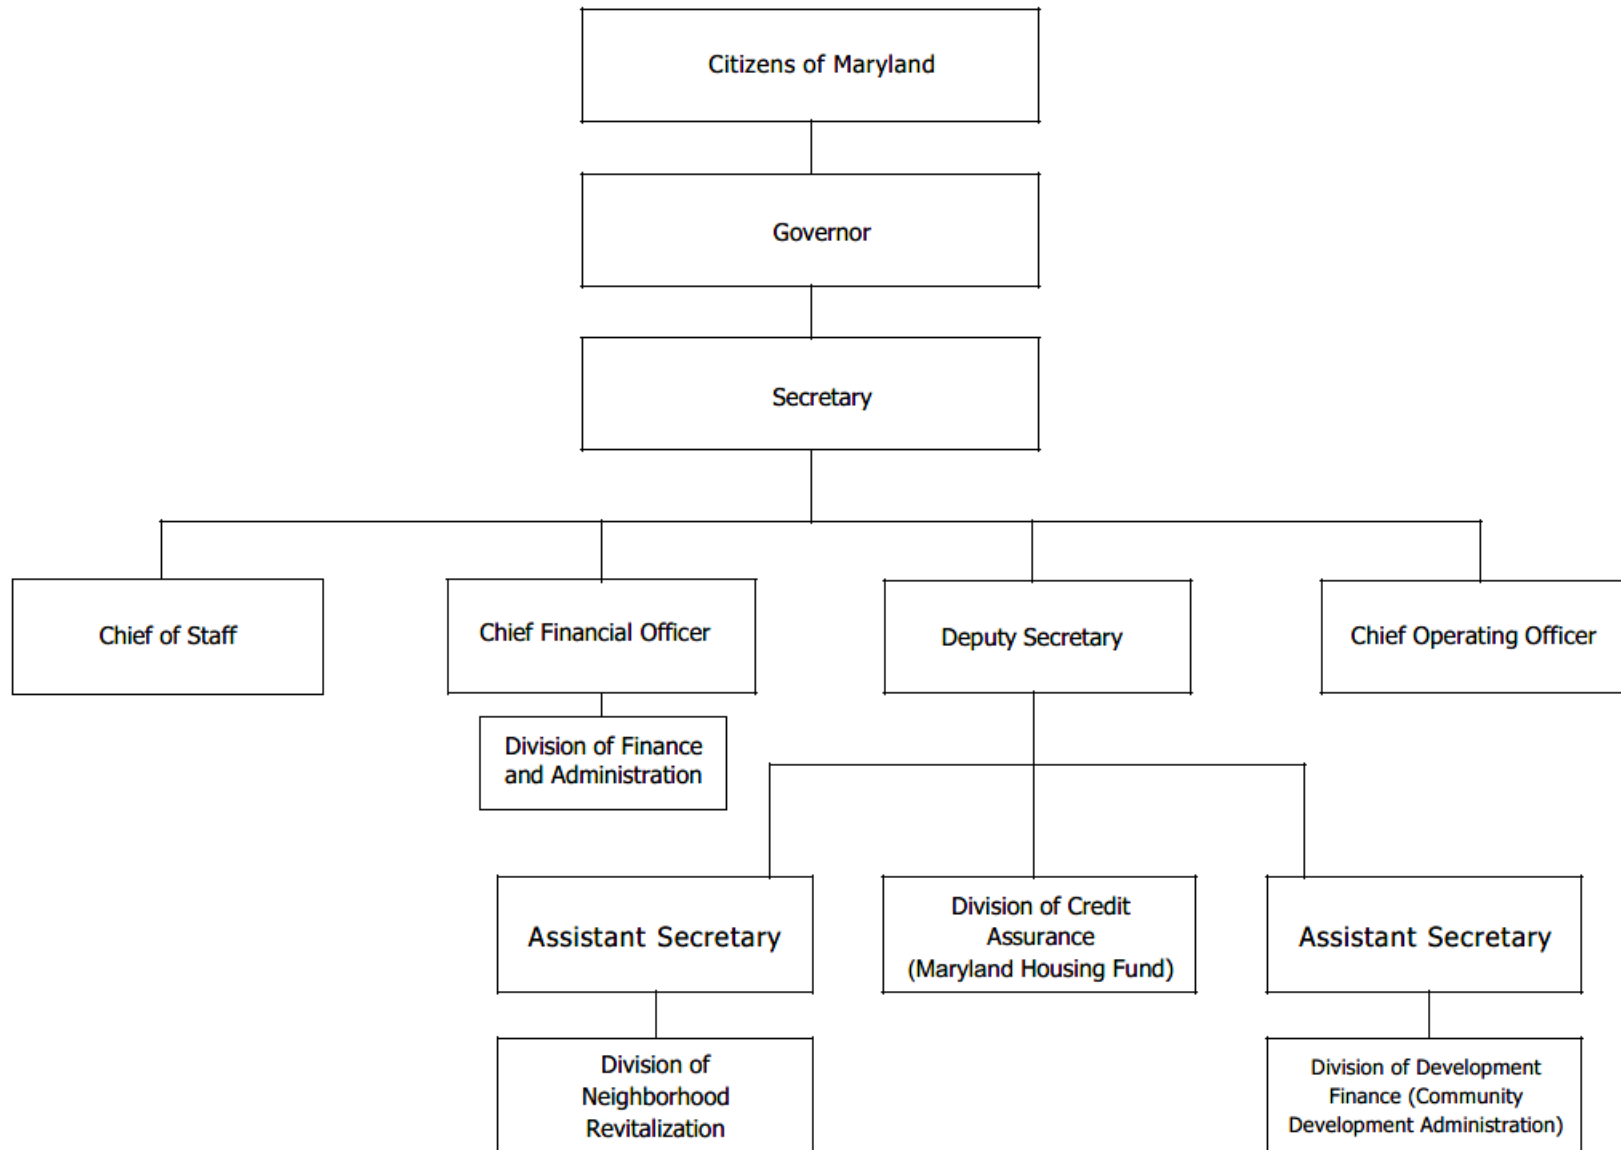 Citizens of Maryland
Governor
Secretary
Chief of Staff
Chief Financial Officer
Deputy Secretary
Chief Operating Officer
Division of Finance
and Administration
Assistant Secretary
Division of Credit
Assurance
(Maryland Housing Fund)
Assistant Secretary
Division of
Neighborhood
Revitalization
Division of Development
Finance (Community
Development Administration)